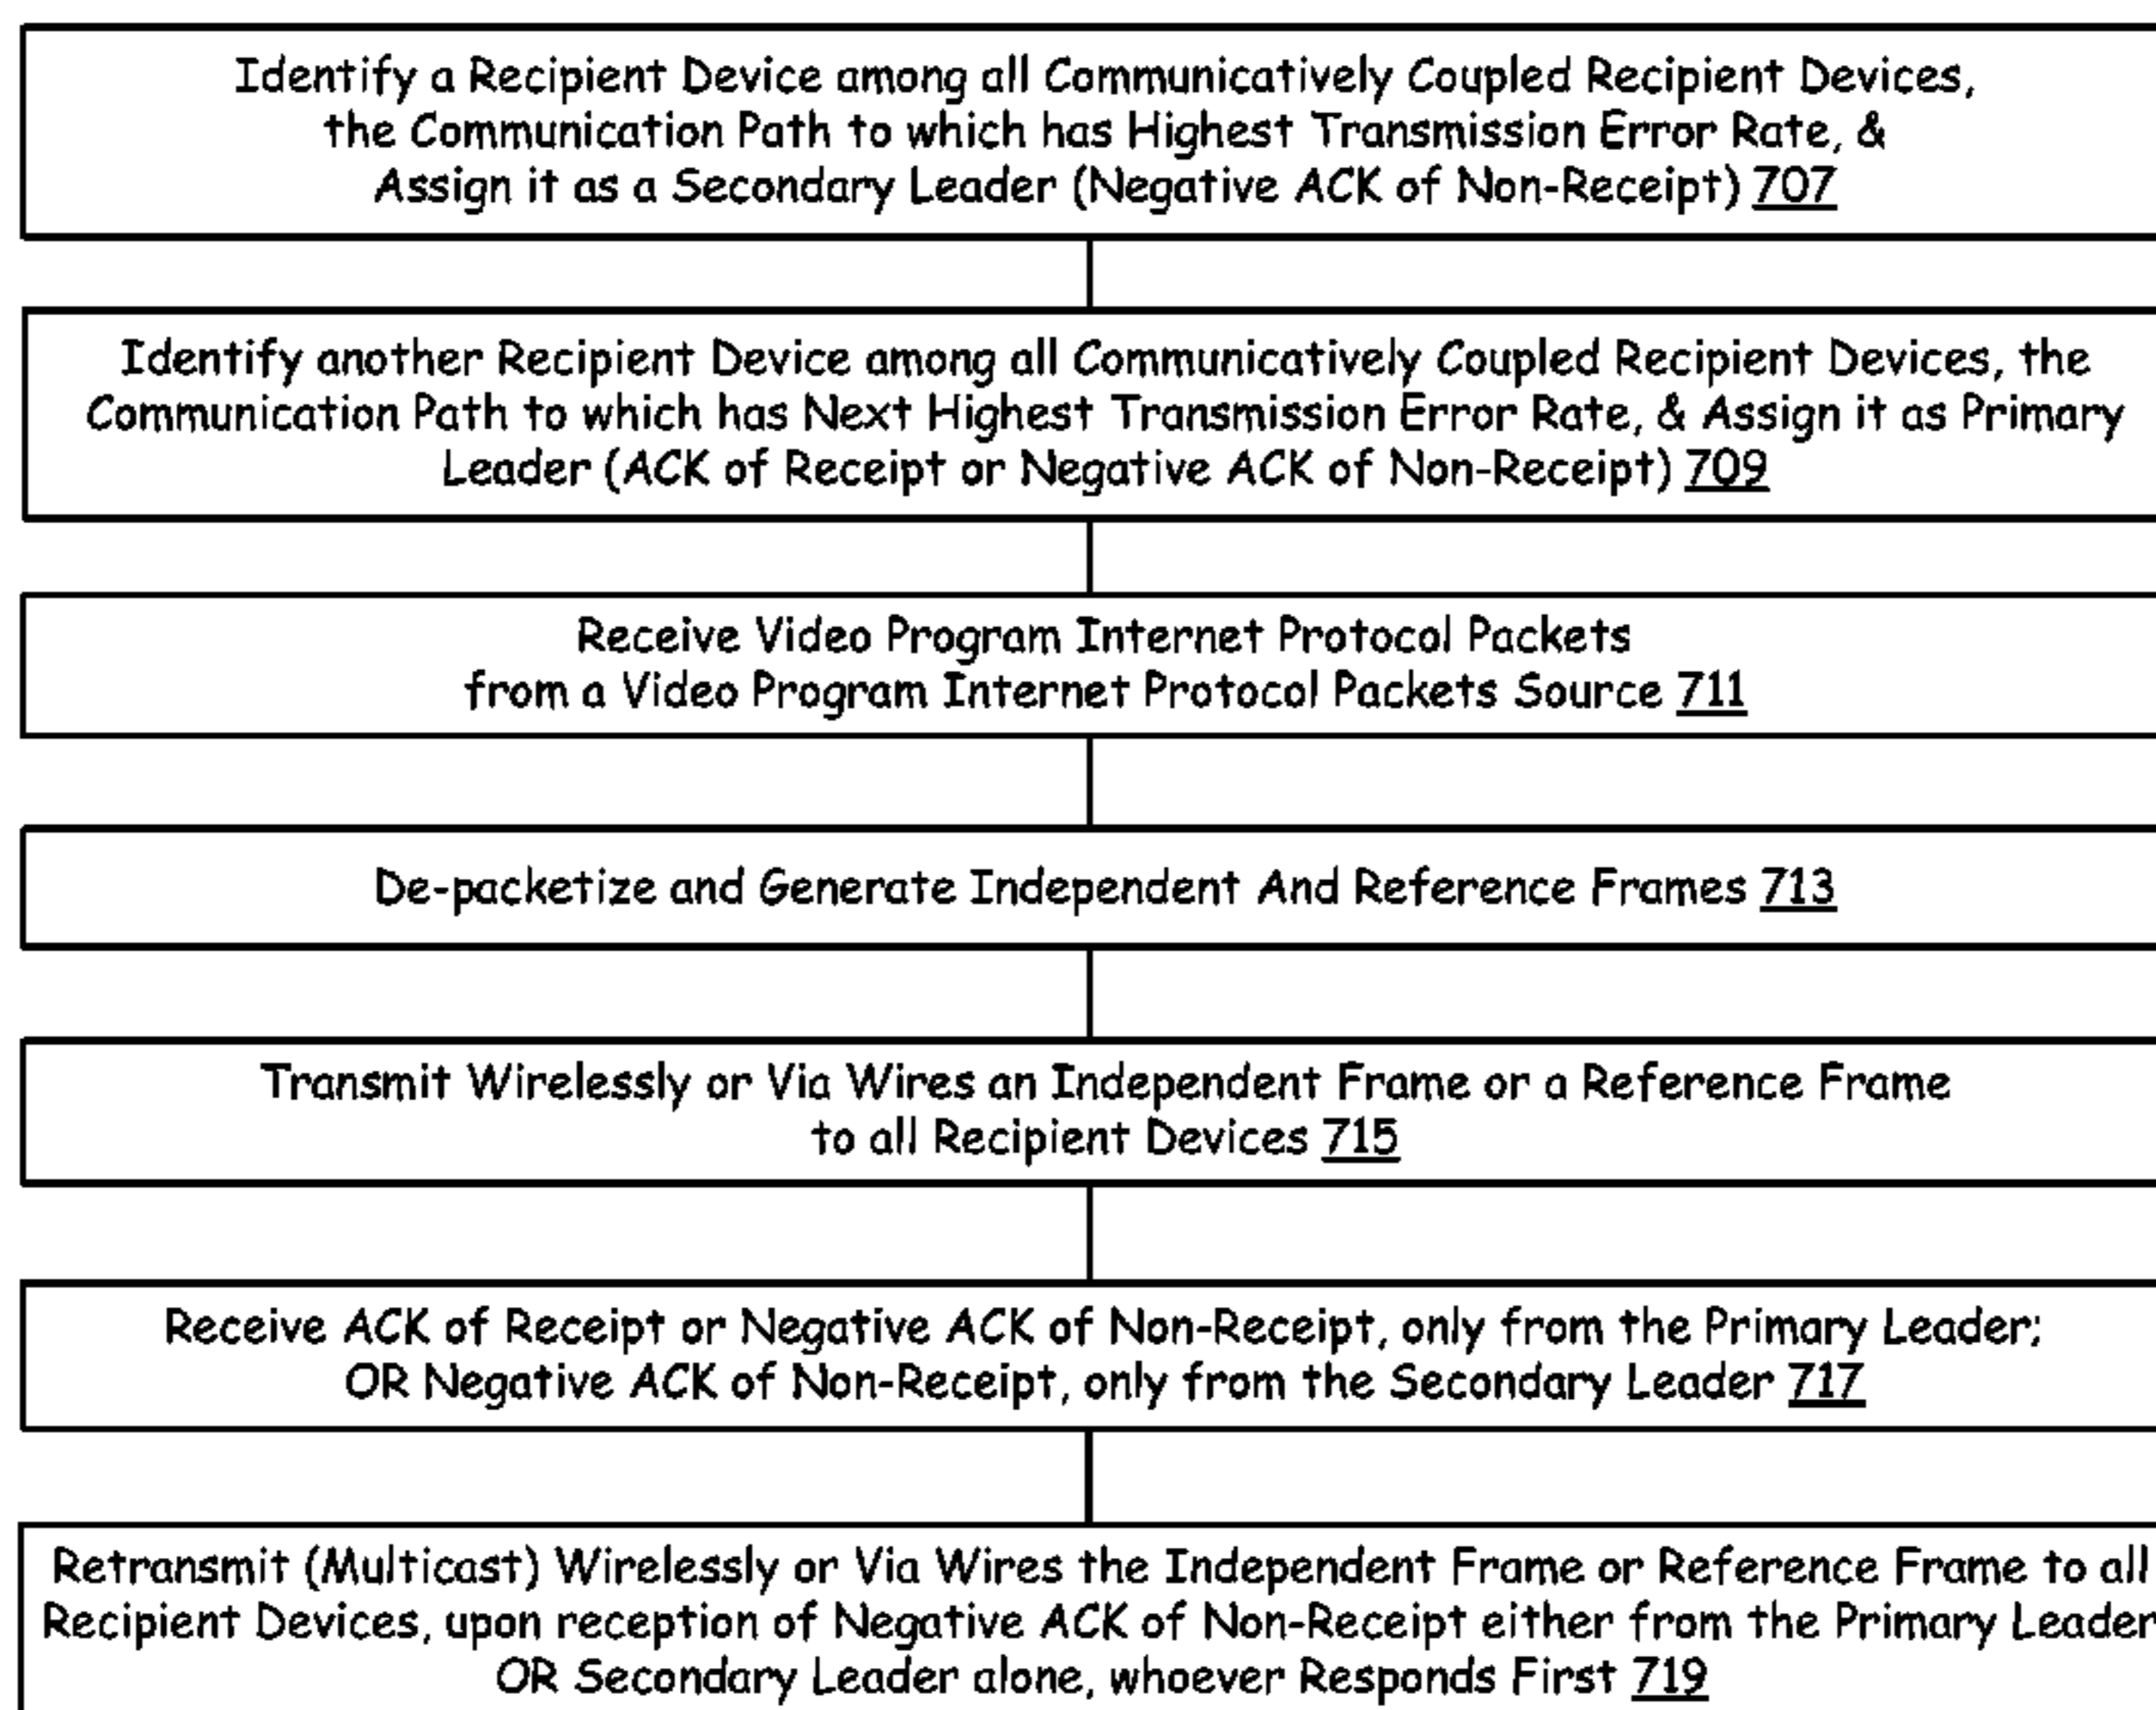 Identify a Recipient Device among all Communicatively Coupled Recipient Devices,
the Communication Path to which has Highest Transmission Error Rate, &
Assign it as a Secondary Leader (Negative ACK of Non-Receipt) 707
Identify another Recipient Device among all Communicatively Coupled Recipient Devices, the
Communication Path to which has Next Highest Transmission Error Rate, & Assign it as Primary
Leader (ACK of Receipt or Negative ACK of Non-Receipt) 709
Receive Video Program Internet Protocol Packets
from a Video Program Internet Protocol Packets Source 711
De-packetize and Generate Independent And Reference Frames 713
Transmit Wirelessly or Via Wires an Independent Frame or a Reference Frame
to all Recipient Devices 715
Receive ACK of Receipt or Negative ACK of Non-Receipt, only from the Primary Leader;
OR Negative ACK of Non-Receipt, only from the Secondary Leader 717
Retransmit (Multicast) Wirelessly or Via Wires the Independent Frame or Reference Frame to all
Recipient Devices, upon reception of Negative ACK of Non-Receipt either from the Primary Leader
OR Secondary Leader alone, whoever Responds First 719